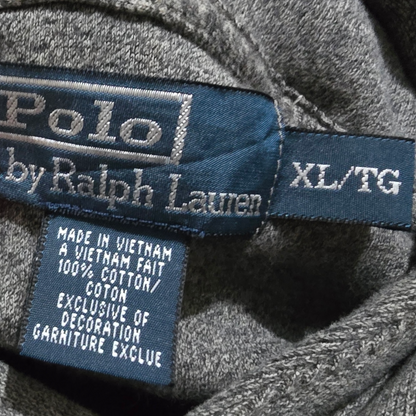 Polo
by Ralph Lauren
XL/TG
MADE IN VIETNAM
A VIETNAM FAIT
100% COTTON/
COTON
EXCLUSIVE OF
DECORATION
GARNITURE EXCLUE